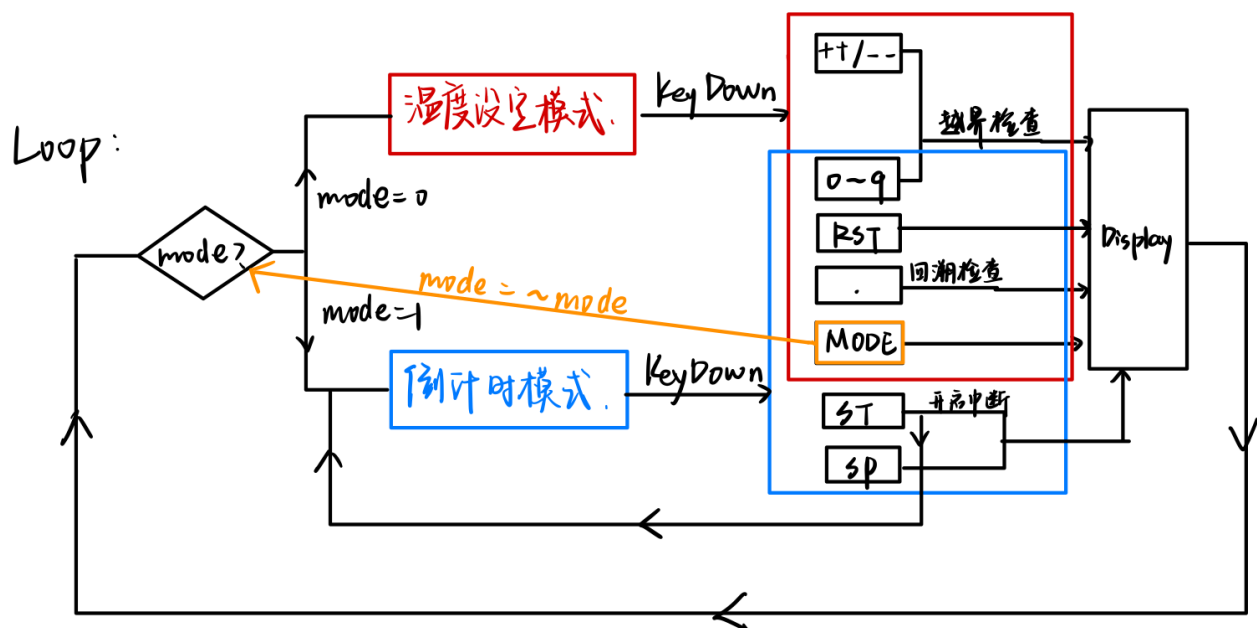 Loop:
mode?
mode=0
mode=1
温度设定模式.
KeyDown
倒计时模式.
KeyDown
mode=~mode
++/--
0~9
越界检查
RST
.
回溯检查
MODE
ST
开启中断
SP
Display